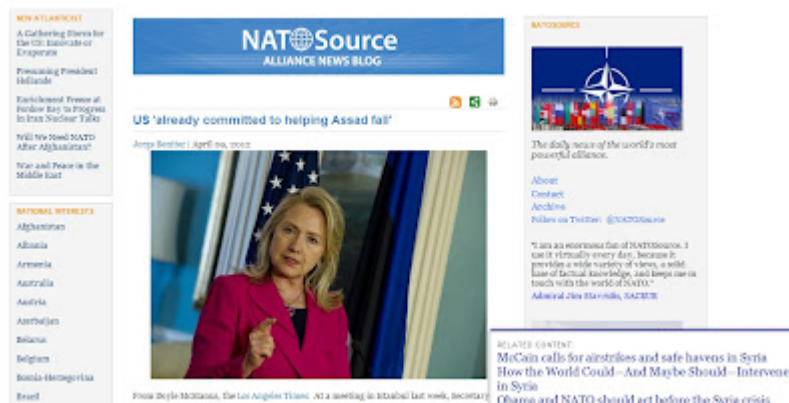 NEW ATLANTICIST
A Gathering Storm for
the US: Innovate or
Evaporate
Presuming President
Hollande
Enrichment Freeze at
Fordow Key to Progress
in Iran Nuclear Talks
Will We Need NATO
After Afghanistan?
War and Peace in the
Middle East
NATIONAL INTERESTS
Afghanistan
Albania
Armenia
Australia
Austria
Azerbaijan
Belarus
Belgium
Bosnia-Herzegovina
Brazil
NATOSource
ALLIANCE NEWS BLOG
US 'already committed to helping Assad fall'
Jorge Benitez | April 09, 2012
From Doyle McManus, the Los Angeles Times: At a meeting in Istanbul last week, Secretary
NATOSOURCE
The daily news of the world's most
powerful alliance.
About
Contact
Archive
Follow on Twitter: @NATOSource
"I am an enormous fan of NATOSource. I
use it virtually every day, because it
provides a wide variety of views, a solid
base of factual knowledge, and keeps me in
touch with the world of NATO."
Admiral Jim Stavridis, SACEUR
RELATED CONTENT:
McCain calls for airstrikes and safe havens in Syria
How the World Could—And Maybe Should—Intervene
in Syria
Obama and NATO should act before the Syria crisis